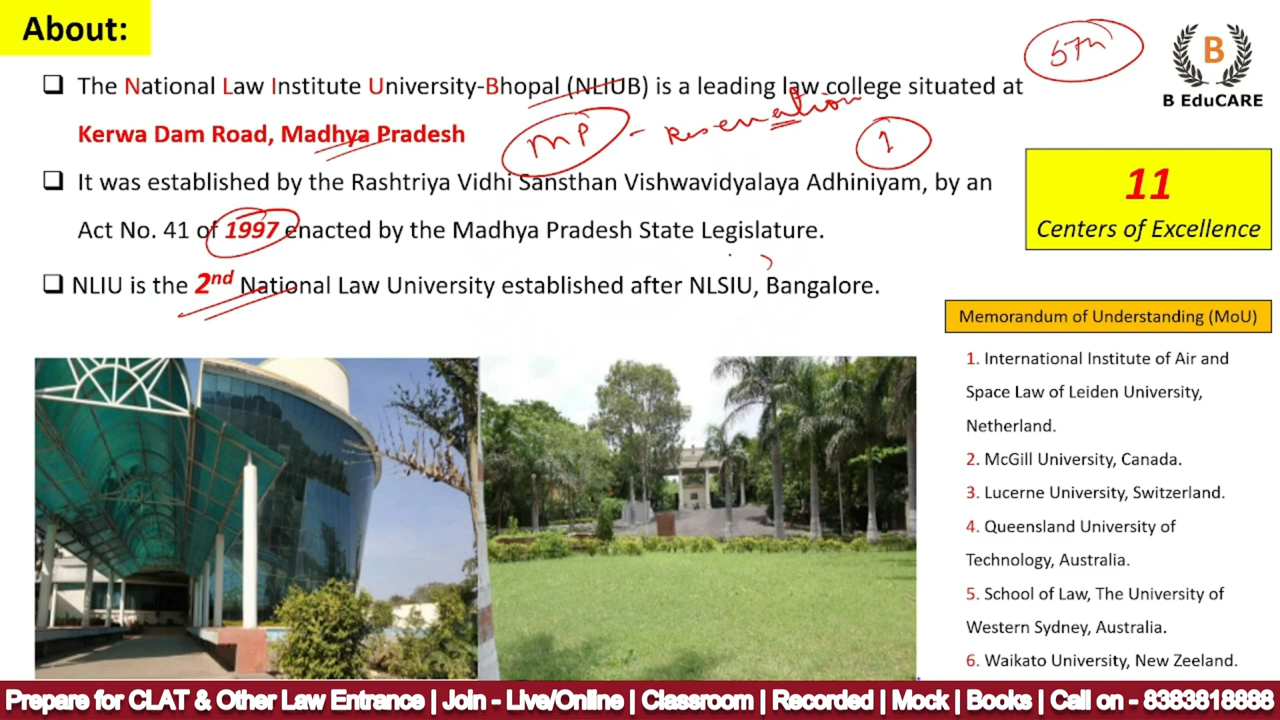 About:
5th
B
B EduCARE
❑ The National Law Institute University-Bhopal (NLIUB) is a leading law college situated at
Kerwa Dam Road, Madhya Pradesh
MP - Reservation
1
❑ It was established by the Rashtriya Vidhi Sansthan Vishwavidyalaya Adhiniyam, by an
Act No. 41 of 1997 enacted by the Madhya Pradesh State Legislature.
❑ NLIU is the 2nd National Law University established after NLSIU, Bangalore.
11
Centers of Excellence
Memorandum of Understanding (MoU)
1. International Institute of Air and
Space Law of Leiden University,
Netherland.
2. McGill University, Canada.
3. Lucerne University, Switzerland.
4. Queensland University of
Technology, Australia.
5. School of Law, The University of
Western Sydney, Australia.
6. Waikato University, New Zeeland.
Prepare for CLAT & Other Law Entrance | Join - Live/Online | Classroom | Recorded | Mock | Books | Call on - 8383818888